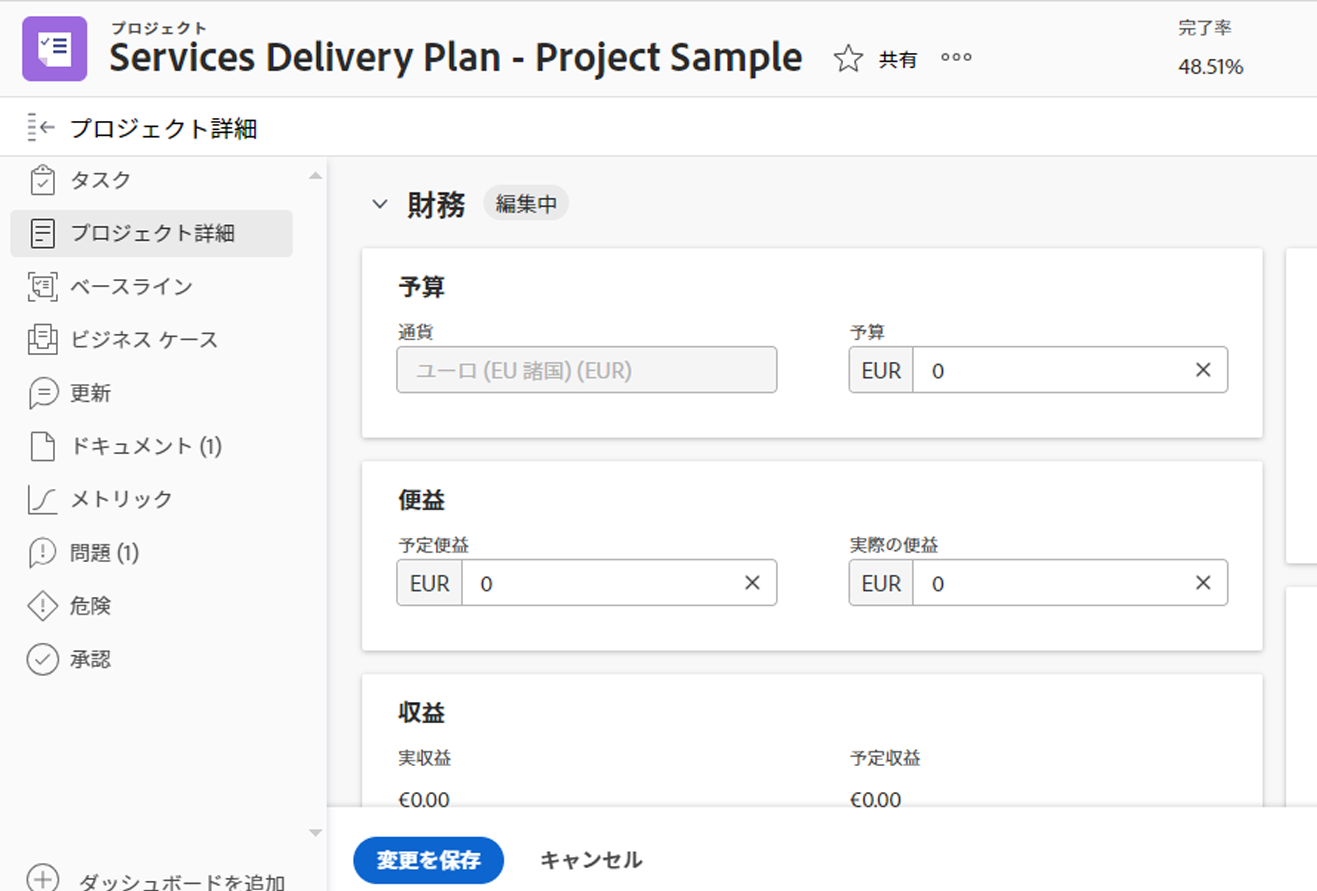 プロジェクト
Services Delivery Plan - Project Sample
共有
完了率
48.51%
プロジェクト詳細
タスク
プロジェクト詳細
ベースライン
ビジネス ケース
更新
ドキュメント (1)
メトリック
問題 (1)
危険
承認
ダッシュボードを追加
財務 編集中
予算
通貨 予算
ユーロ (EU 諸国) (EUR) EUR 0
便益
予定便益 実際の便益
EUR 0 EUR 0
収益
実収益 予定収益
€0.00 €0.00
変更を保存 キャンセル